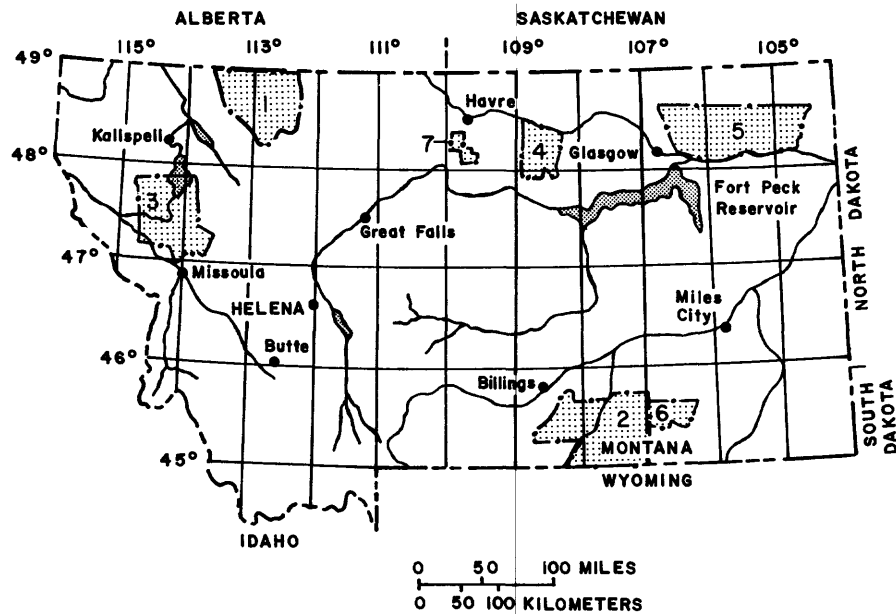 ALBERTA SASKATCHEWAN
115° 113° 111° 109° 107° 105°
49°
1
Havre
Kalispell
7
4
Glasgow
5
48°
3
Fort Peck
Reservoir
Great Falls
47°
Missoula
HELENA
Miles
City
NORTH DAKOTA
Butte
46°
Billings
2
6
SOUTH
DAKOTA
45°
MONTANA
WYOMING
IDAHO
0 50 100 MILES
0 50 100 KILOMETERS